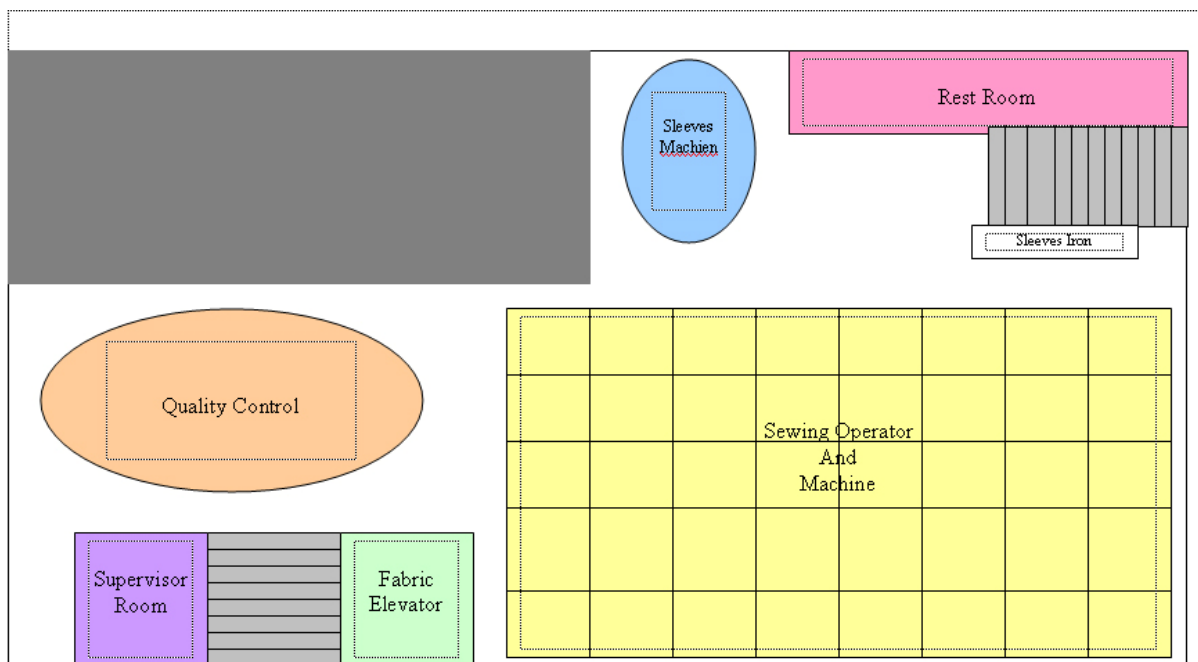 Rest Room
Sleeves
Machien
Sleeves Iron
Quality Control
Sewing Operator
And
Machine
Supervisor
Room
Fabric
Elevator